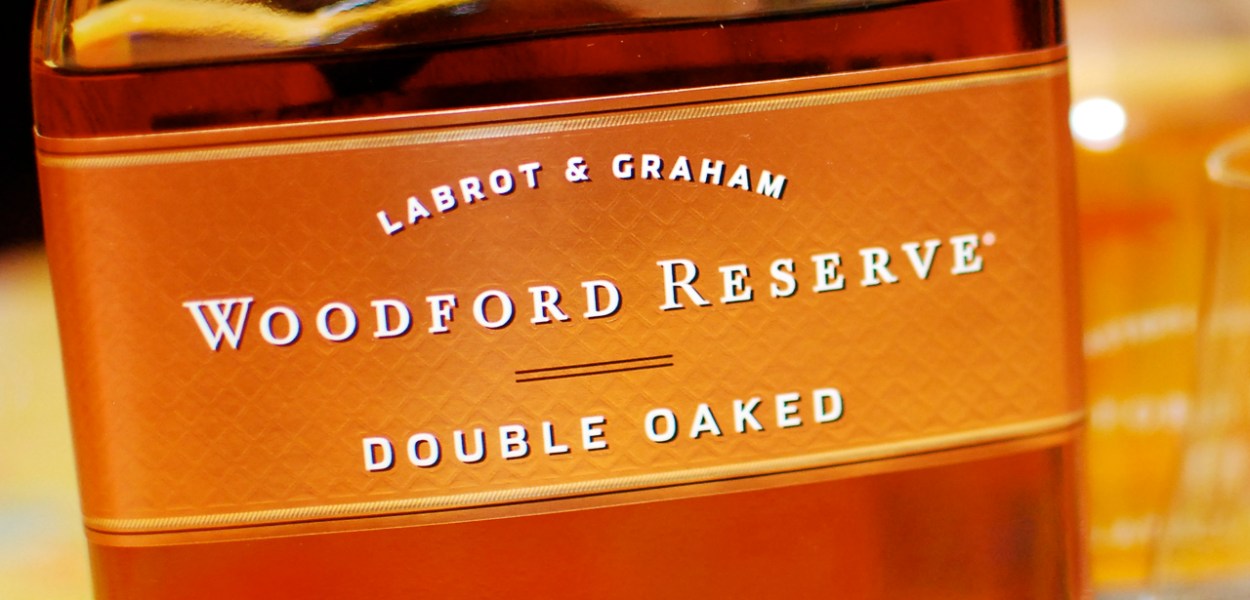 LABROT & GRAHAM
WOODFORD RESERVE
DOUBLE OAKED